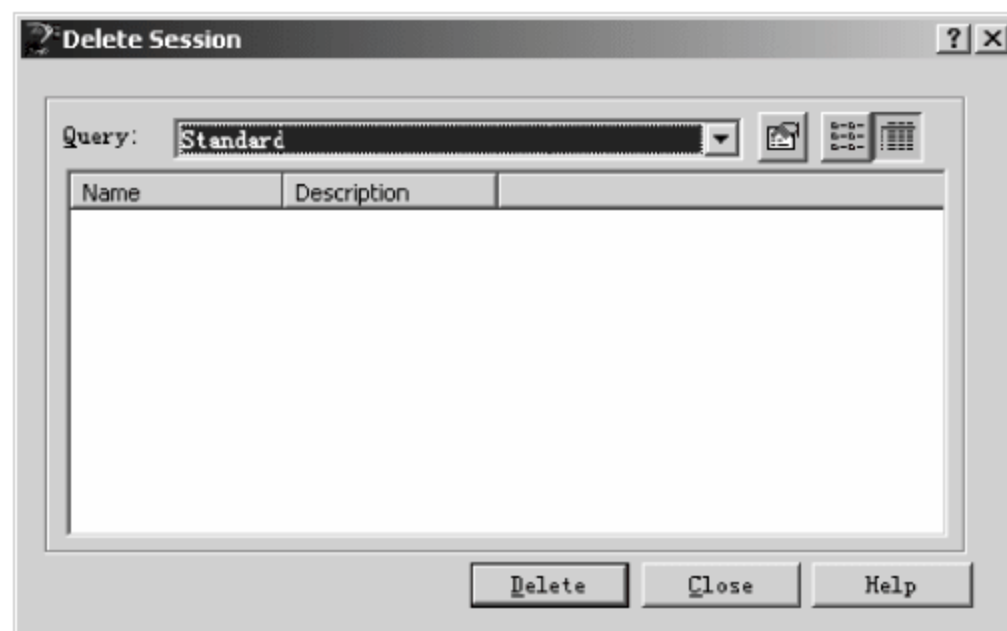 Delete Session
Query: Standard
Name Description
Delete Close Help